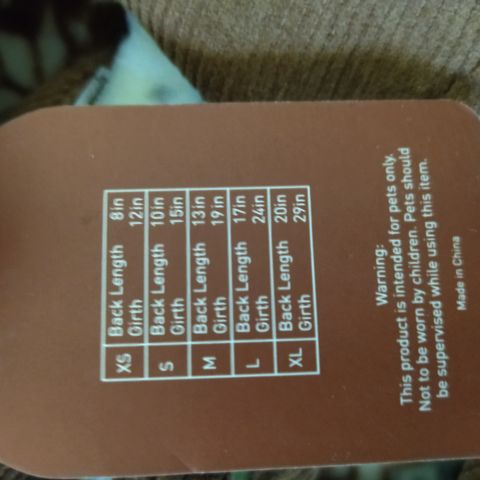 XS Back Length 8in
Girth 12in
S Back Length 10in
Girth 15in
M Back Length 13in
Girth 19in
L Back Length 17in
Girth 24in
XL Back Length 20in
Girth 29in
Warning:
This product is intended for pets only.
Not to be worn by children. Pets should
be supervised while using this item.
Made in China